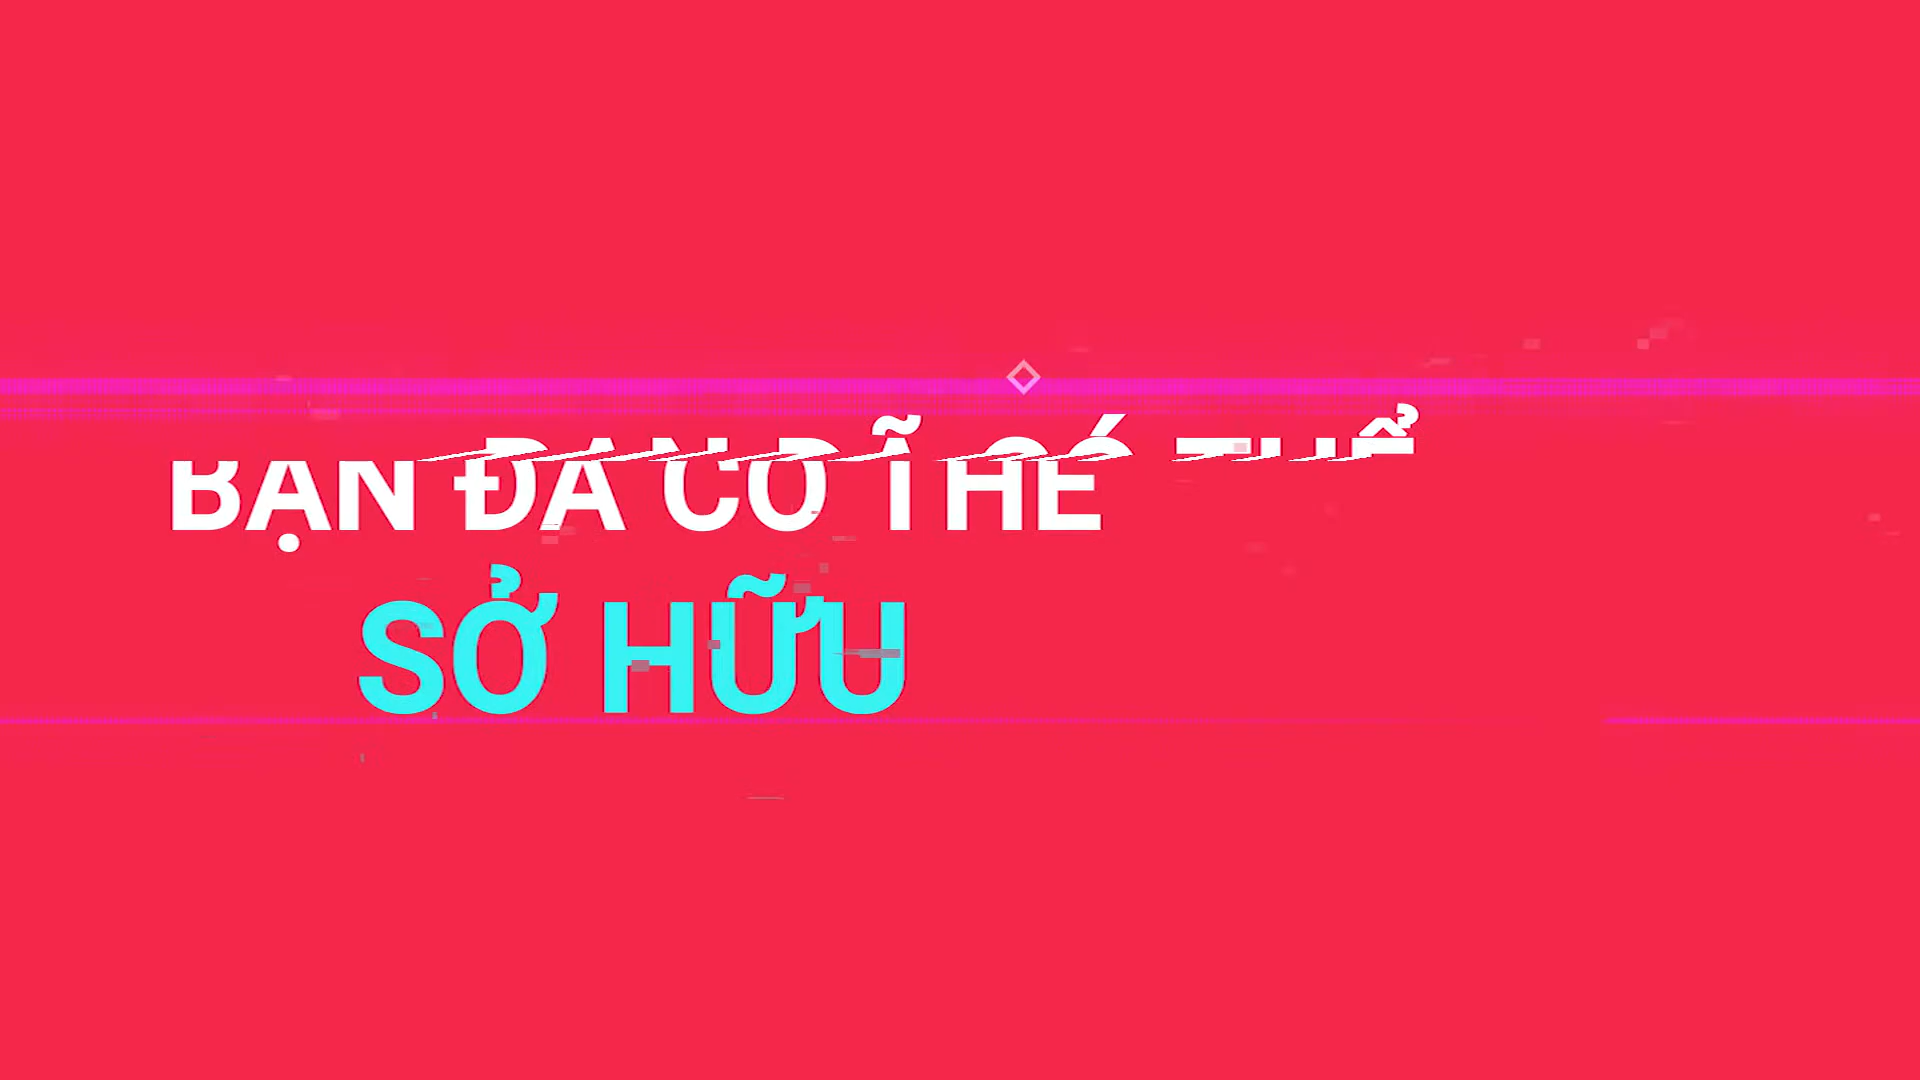 BẠN ĐÃ CÓ THỂ
SỞ HỮU